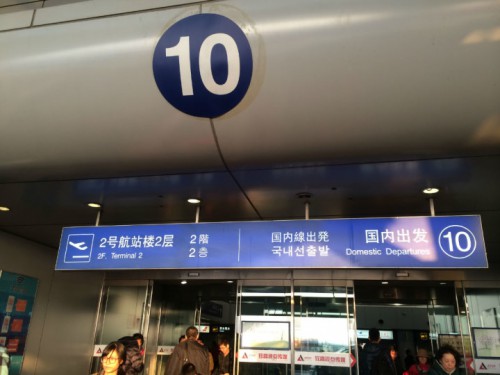 10
2号航站楼2层
2F. Terminal 2
2 階
2 층
国内線出発
국내선출발
国内出发
Domestic Departures
10